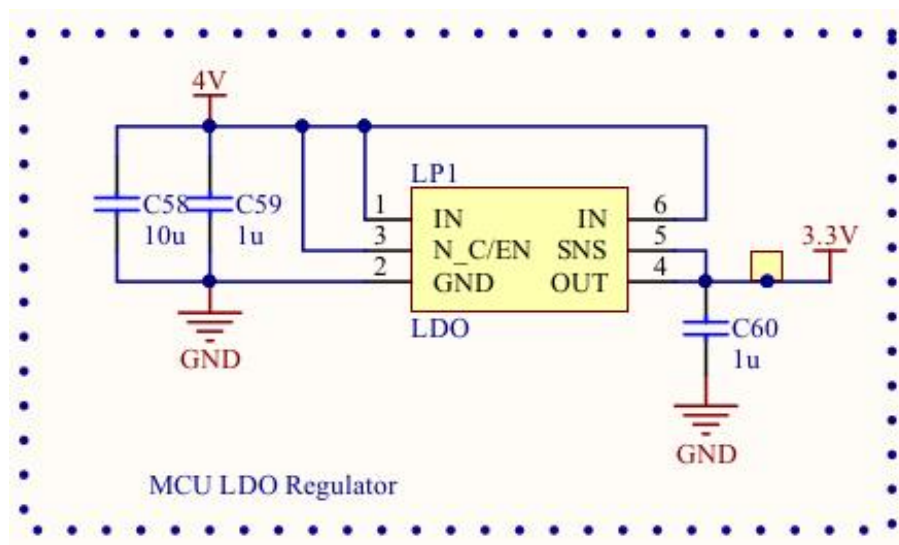 4V
C58
10u
C59
1u
LP1
1 IN
3 N_C/EN
2 GND
IN 6
SNS 5
OUT 4
LDO
3.3V
C60
1u
GND
GND
MCU LDO Regulator